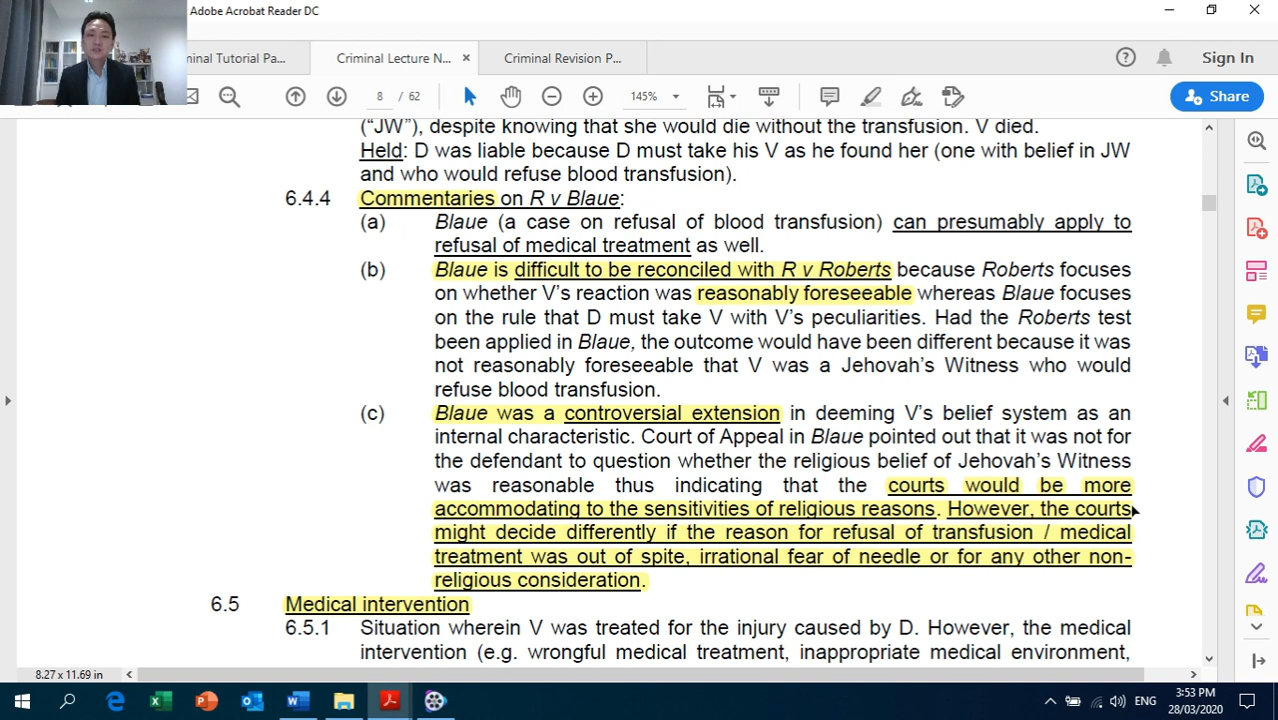 Adobe Acrobat Reader DC
minal Tutorial Pa...
Criminal Lecture N...
Criminal Revision P...
Sign In
8 / 62
145%
Share
("JW"), despite knowing that she would die without the transfusion. V died.
Held: D was liable because D must take his V as he found her (one with belief in JW
and who would refuse blood transfusion).
6.4.4 Commentaries on R v Blaue:
(a) Blaue (a case on refusal of blood transfusion) can presumably apply to
refusal of medical treatment as well.
(b) Blaue is difficult to be reconciled with R v Roberts because Roberts focuses
on whether V's reaction was reasonably foreseeable whereas Blaue focuses
on the rule that D must take V with V's peculiarities. Had the Roberts test
been applied in Blaue, the outcome would have been different because it was
not reasonably foreseeable that V was a Jehovah's Witness who would
refuse blood transfusion.
(c) Blaue was a controversial extension in deeming V's belief system as an
internal characteristic. Court of Appeal in Blaue pointed out that it was not for
the defendant to question whether the religious belief of Jehovah's Witness
was reasonable thus indicating that the courts would be more
accommodating to the sensitivities of religious reasons. However, the courts
might decide differently if the reason for refusal of transfusion / medical
treatment was out of spite, irrational fear of needle or for any other non-
religious consideration.
6.5 Medical intervention
6.5.1 Situation wherein V was treated for the injury caused by D. However, the medical
intervention (e.g. wrongful medical treatment, inappropriate medical environment,
8.27 x 11.69 in
ENG
3:53 PM
28/03/2020